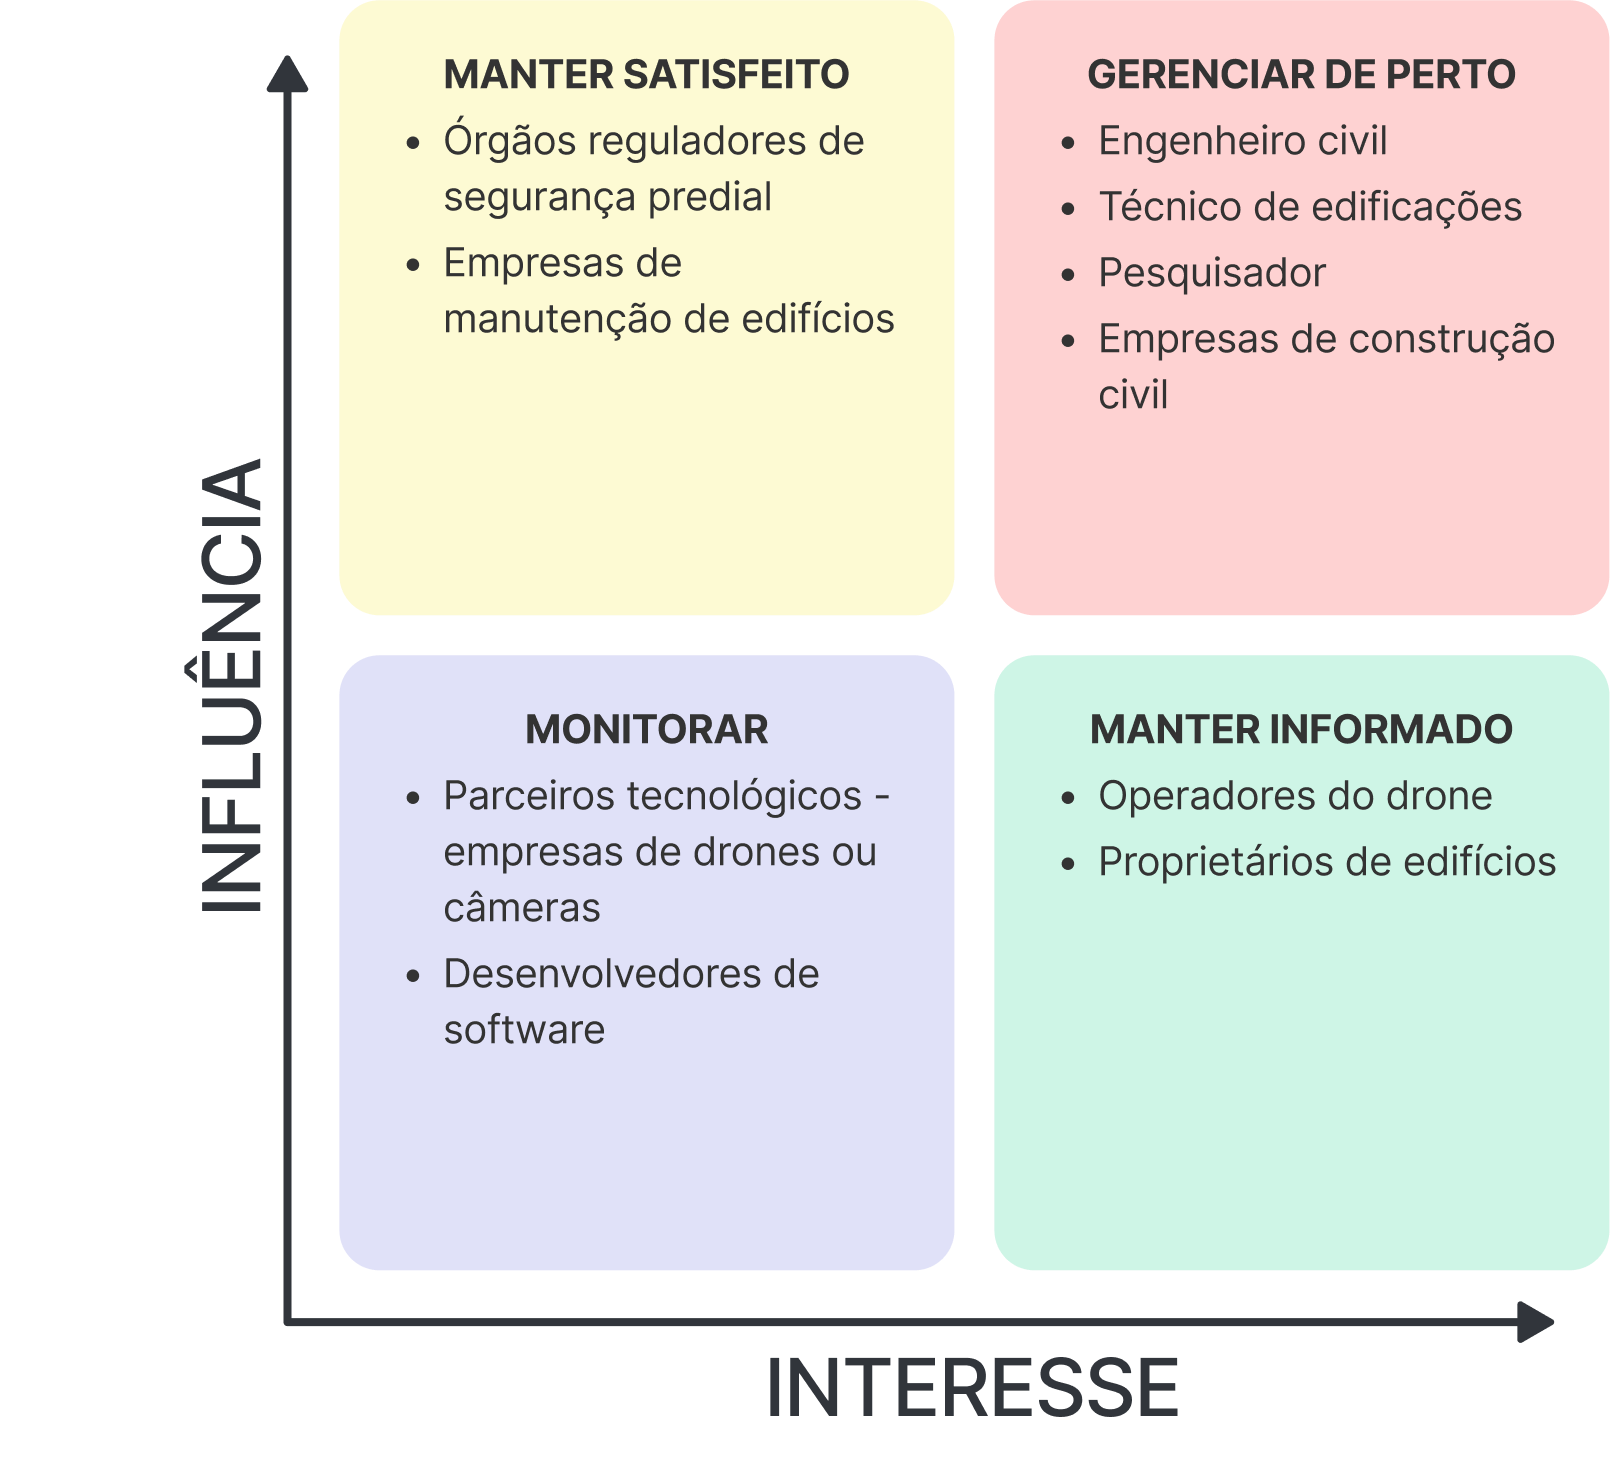 MANTER SATISFEITO
• Órgãos reguladores de
segurança predial
• Empresas de
manutenção de edifícios
GERENCIAR DE PERTO
• Engenheiro civil
• Técnico de edificações
• Pesquisador
• Empresas de construção
civil
INFLUÊNCIA
MONITORAR
• Parceiros tecnológicos -
empresas de drones ou
câmeras
• Desenvolvedores de
software
MANTER INFORMADO
• Operadores do drone
• Proprietários de edifícios
INTERESSE